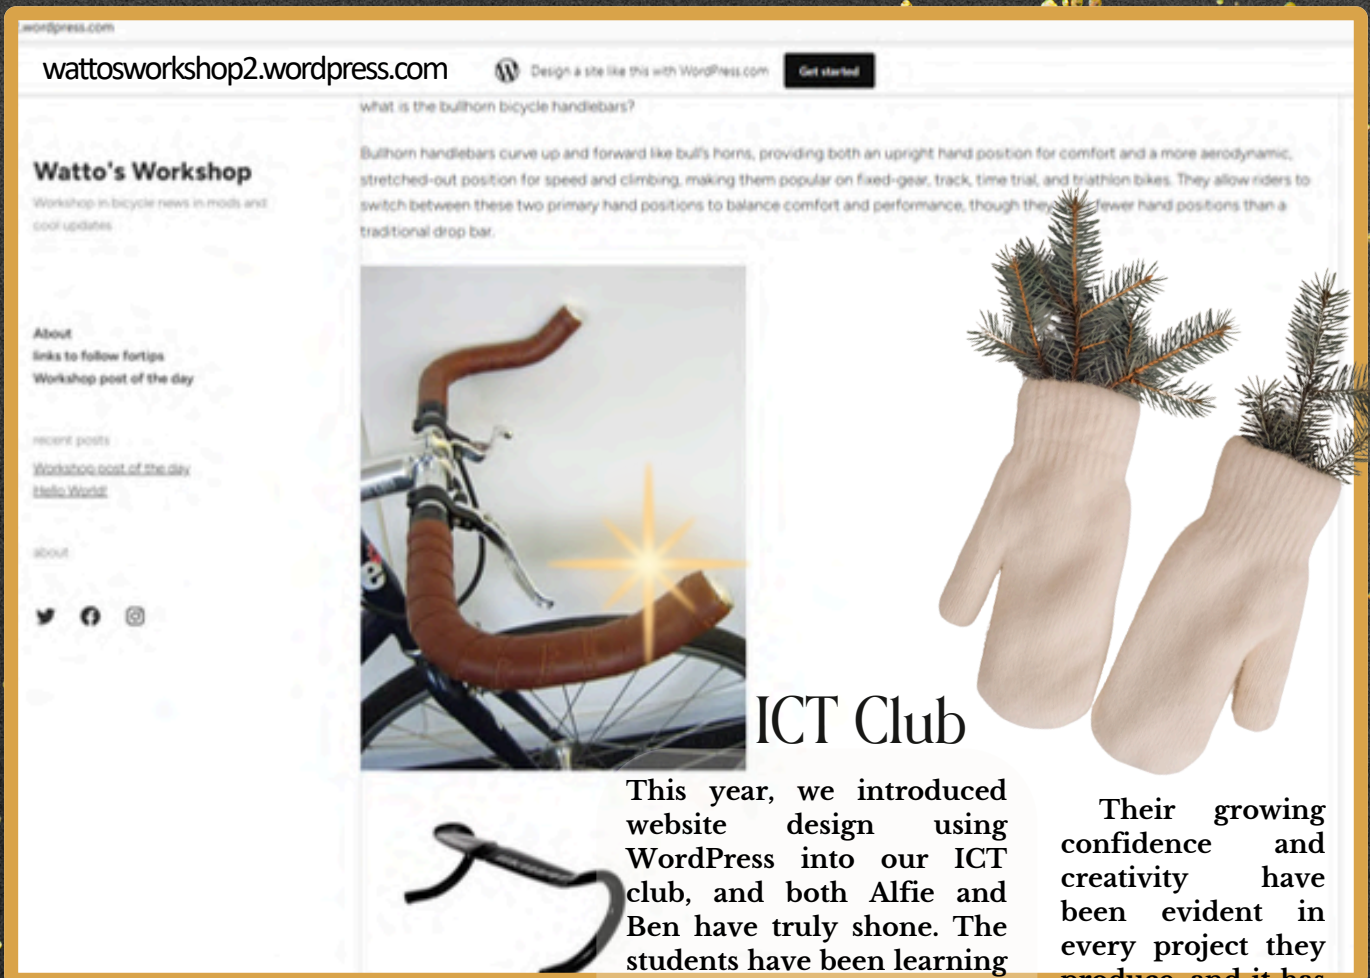 .wordpress.com
wattosworkshop2.wordpress.com
Design a site like this with WordPress.com
Get started
what is the bullhorn bicycle handlebars?
Bullhorn handlebars curve up and forward like bull's horns, providing both an upright hand position for comfort and a more aerodynamic,
stretched-out position for speed and climbing, making them popular on fixed-gear, track, time trial, and triathlon bikes. They allow riders to
switch between these two primary hand positions to balance comfort and performance, though they fewer hand positions than a
traditional drop bar.
Watto's Workshop
Workshop in bicycle news in mods and
cool updates
About
links to follow fortips
Workshop post of the day
recent posts
Workshop post of the day
Hello World!
about
ICT Club
This year, we introduced
website design using
WordPress into our ICT
club, and both Alfie and
Ben have truly shone. The
students have been learning
Their growing
confidence and
creativity have
been evident in
every project they
produce, and it has